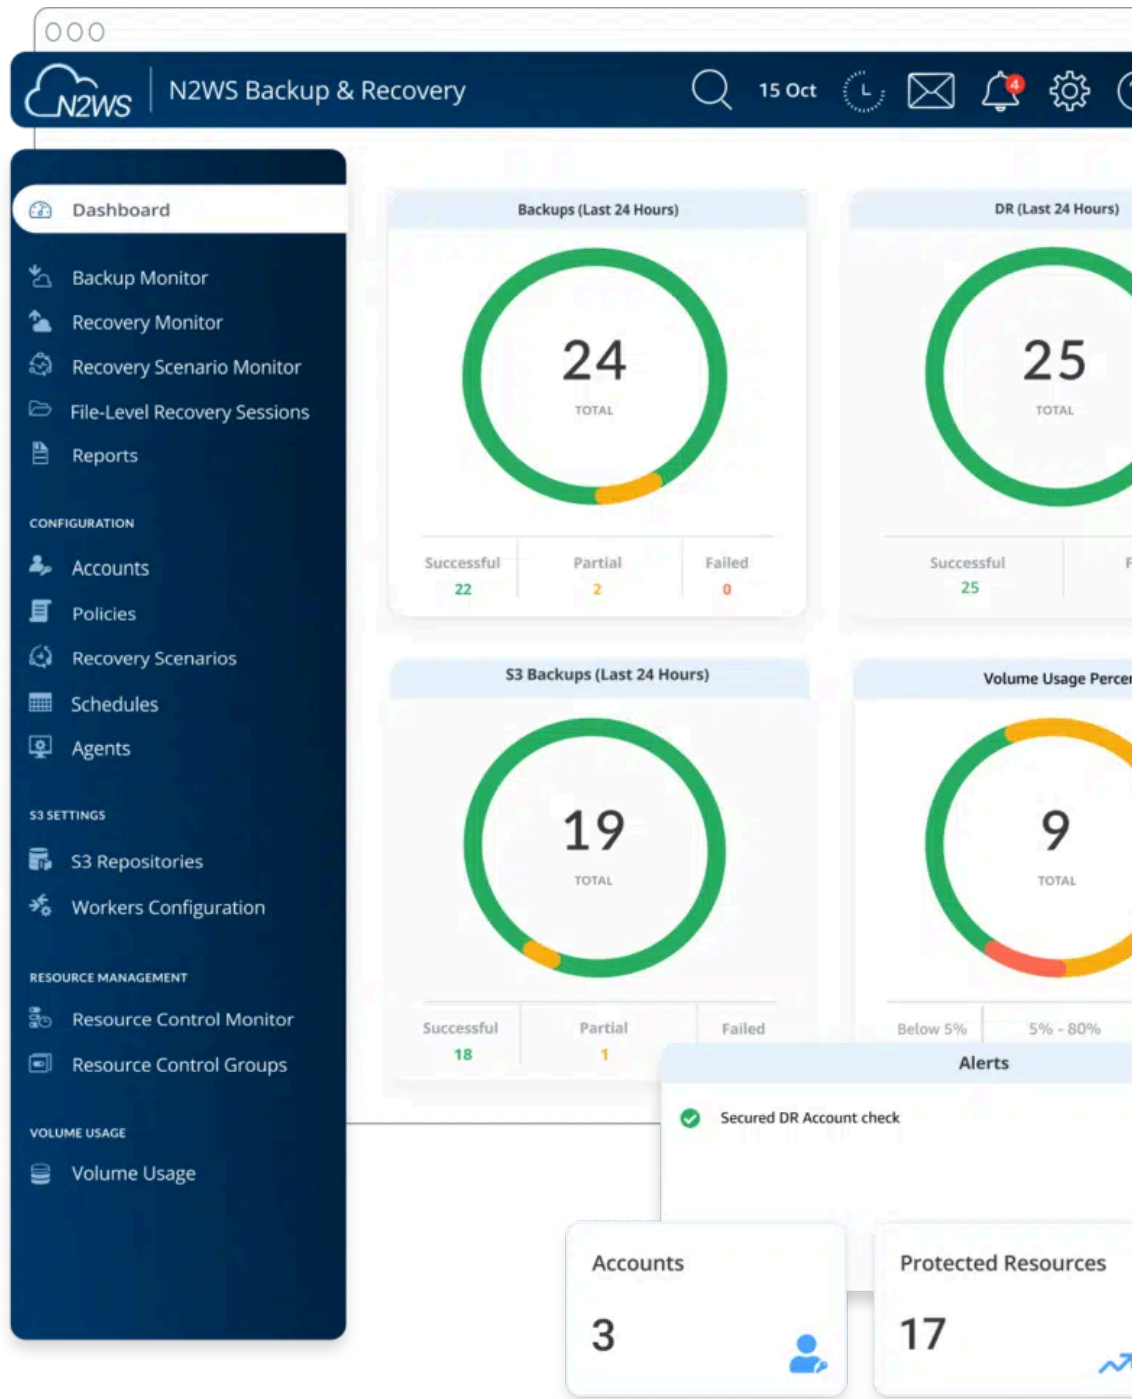 N2WS
N2WS Backup & Recovery
15 Oct
4
Dashboard
Backup Monitor
Recovery Monitor
Recovery Scenario Monitor
File-Level Recovery Sessions
Reports
CONFIGURATION
Accounts
Policies
Recovery Scenarios
Schedules
Agents
S3 SETTINGS
S3 Repositories
Workers Configuration
RESOURCE MANAGEMENT
Resource Control Monitor
Resource Control Groups
VOLUME USAGE
Volume Usage
Backups (Last 24 Hours)
24
TOTAL
Successful Partial Failed
22 2 0
DR (Last 24 Hours)
25
TOTAL
Successful
25
S3 Backups (Last 24 Hours)
19
TOTAL
Successful Partial Failed
18 1
Volume Usage Percen
9
TOTAL
Below 5% 5% - 80%
Alerts
Secured DR Account check
Accounts
3
Protected Resources
17